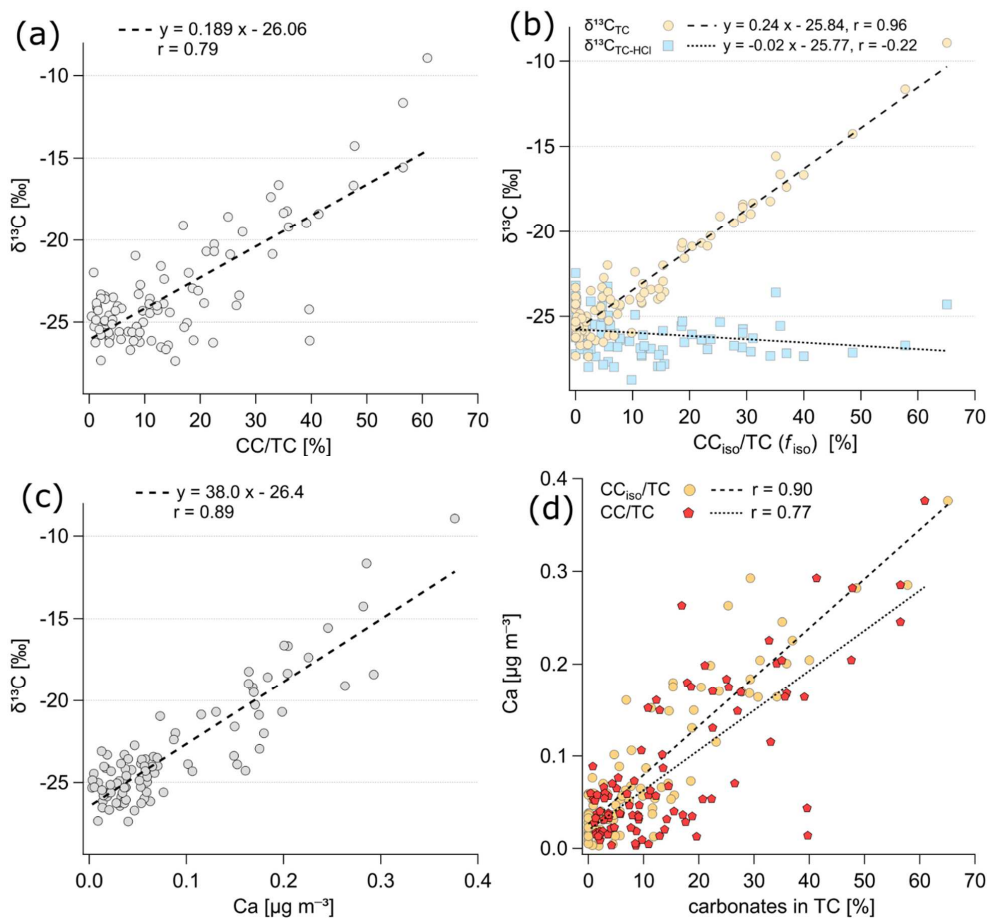 (a)
y = 0.189 x - 26.06
r = 0.79
-10
-15
-20
-25
δ¹³C [‰]
0 10 20 30 40 50 60 70
CC/TC [%]
(b)
δ¹³C_TC y = 0.24 x - 25.84, r = 0.96
δ¹³C_TC-HCl y = -0.02 x - 25.77, r = -0.22
-10
-15
-20
-25
δ¹³C [‰]
0 10 20 30 40 50 60 70
CC_iso/TC (f_iso) [%]
(c)
y = 38.0 x - 26.4
r = 0.89
-10
-15
-20
-25
δ¹³C [‰]
0.0 0.1 0.2 0.3 0.4
Ca [µg m⁻³]
(d)
CC_iso/TC r = 0.90
CC/TC r = 0.77
0.4
0.3
0.2
0.1
0.0
Ca [µg m⁻³]
0 10 20 30 40 50 60 70
carbonates in TC [%]